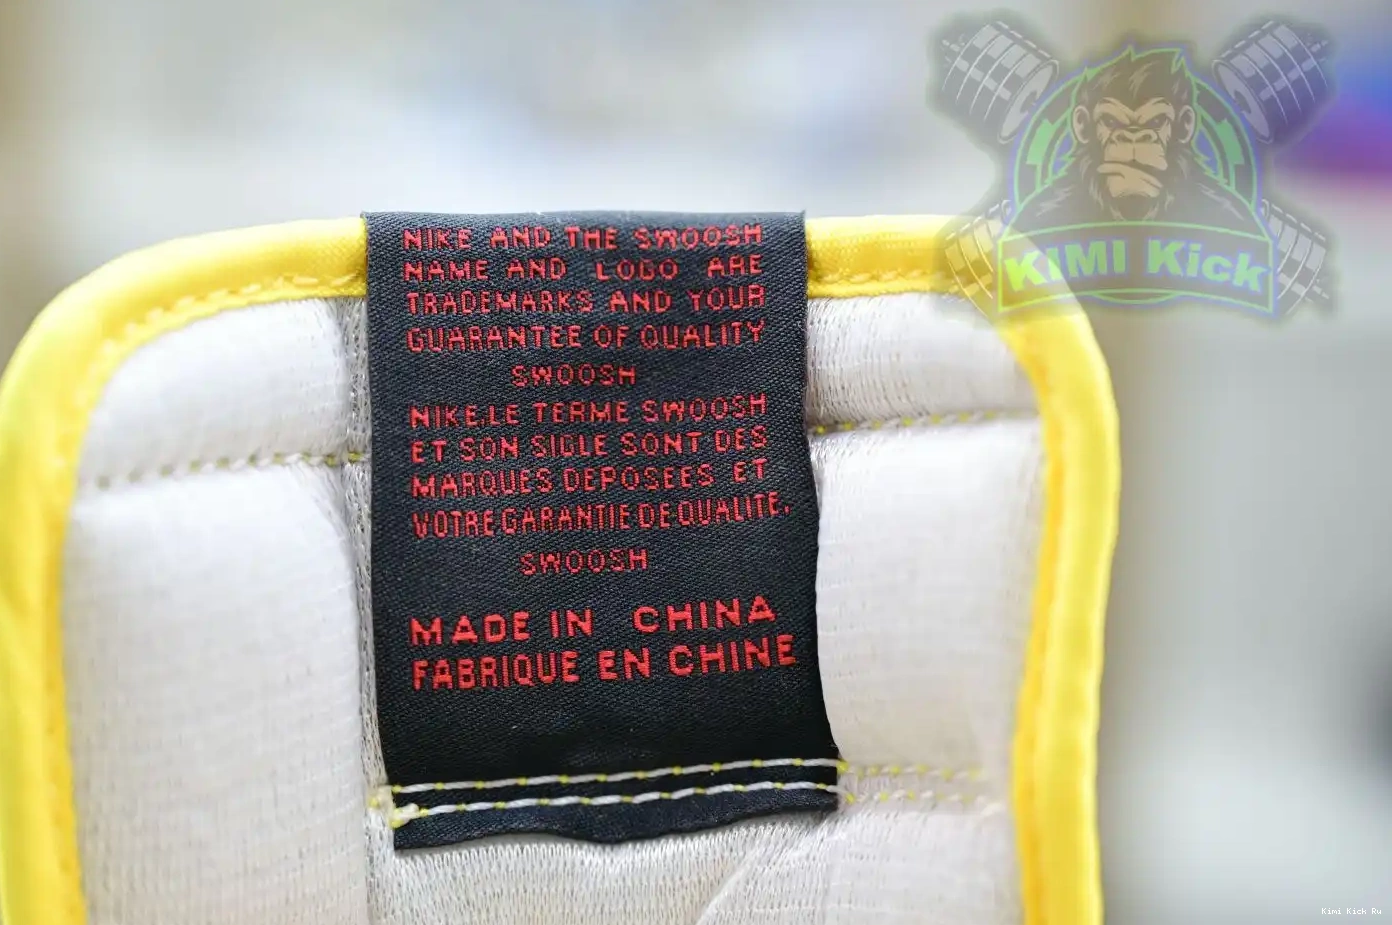 NIKE AND THE SWOOSH
NAME AND LOGO ARE
TRADEMARKS AND YOUR
GUARANTEE OF QUALITY
SWOOSH
NIKE.LE TERME SWOOSH
ET SON SIGLE SONT DES
MARQUES DEPOSEES ET
VOTRE GARANTIE DE QUALITE.
SWOOSH
MADE IN CHINA
FABRIQUE EN CHINE
KIMI Kick
Kimi Kick Ru